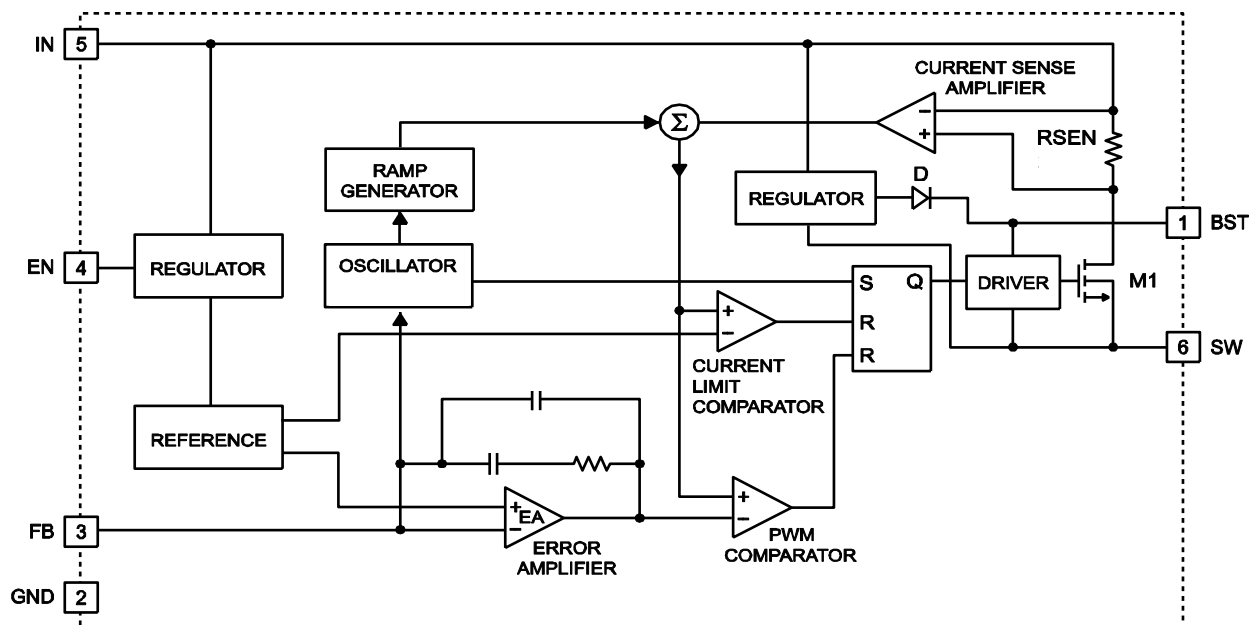 IN 5
CURRENT SENSE
AMPLIFIER
Σ
−
+
RSEN
RAMP
GENERATOR
REGULATOR
D
1 BST
EN 4
REGULATOR
OSCILLATOR
S
Q
DRIVER
M1
+
−
R
R
6 SW
CURRENT
LIMIT
COMPARATOR
REFERENCE
+
EA
−
+
−
FB 3
ERROR
AMPLIFIER
PWM
COMPARATOR
GND 2